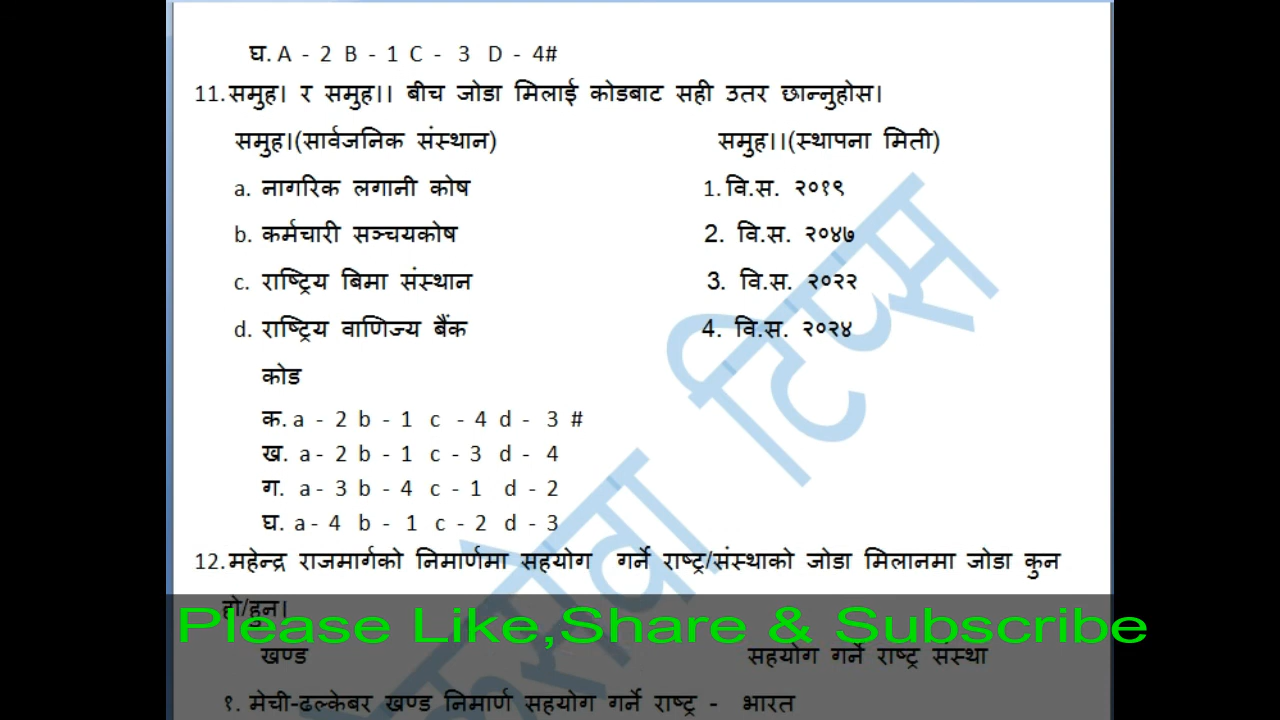 घ. A - 2 B - 1 C - 3 D - 4#
11. समुह। र समुह।। बीच जोडा मिलाई कोडबाट सही उतर छान्नुहोस।
समुह।(सार्वजनिक संस्थान) समुह।।(स्थापना मिती)
a. नागरिक लगानी कोष 1. वि.स. २०१९
b. कर्मचारी सञ्चयकोष 2. वि.स. २०४७
c. राष्ट्रिय बिमा संस्थान 3. वि.स. २०२२
d. राष्ट्रिय वाणिज्य बैंक 4. वि.स. २०२४
कोड
क. a - 2 b - 1 c - 4 d - 3 #
ख. a - 2 b - 1 c - 3 d - 4
ग. a - 3 b - 4 c - 1 d - 2
घ. a - 4 b - 1 c - 2 d - 3
12. महेन्द्र राजमार्गको निमार्णमा सहयोग गर्ने राष्ट्र/संस्थाको जोडा मिलानमा जोडा कुन
हो/हुन।
Please Like,Share & Subscribe
खण्ड सहयोग गर्ने राष्ट्र संस्था
१. मेची-ढल्केबर खण्ड निमार्ण सहयोग गर्ने राष्ट्र - भारत
टिप्स